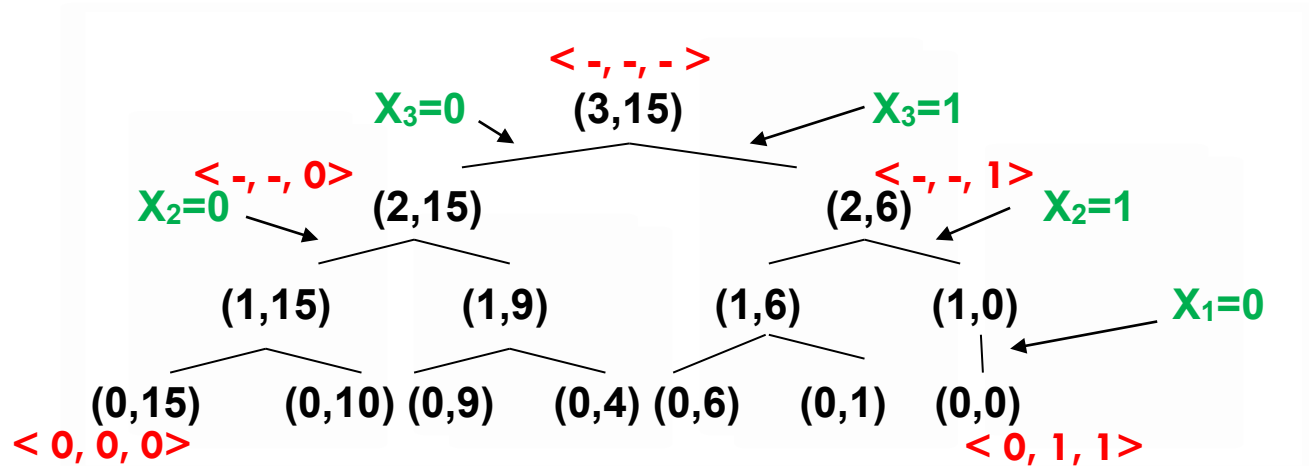 < -, -, - >
X₃=0 (3,15) X₃=1
< -, -, 0> < -, -, 1>
X₂=0 (2,15) (2,6) X₂=1
(1,15) (1,9) (1,6) (1,0) X₁=0
(0,15) (0,10) (0,9) (0,4) (0,6) (0,1) (0,0)
< 0, 0, 0> < 0, 1, 1>